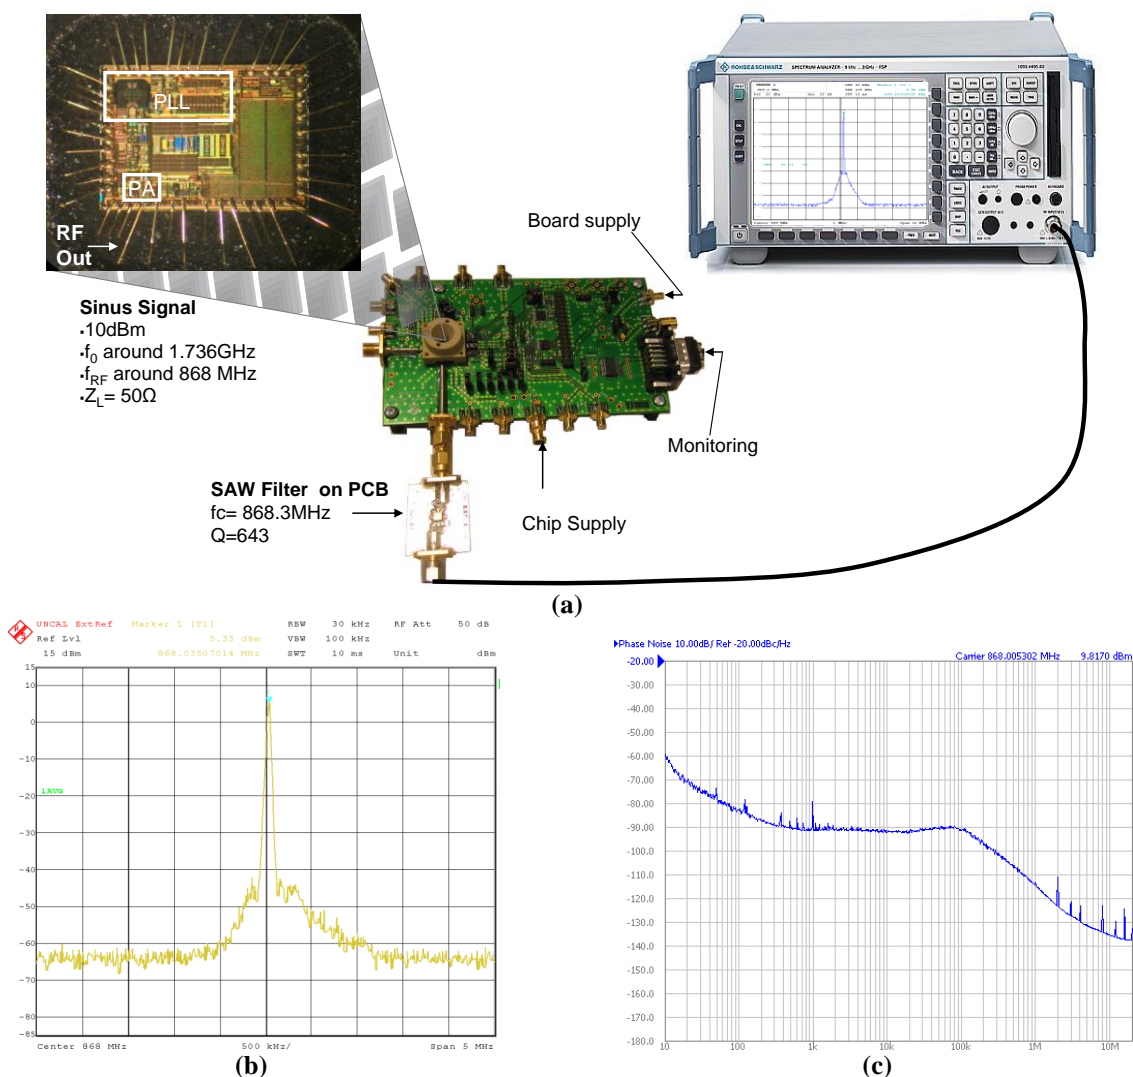 PLL
PA
RF
Out
Sinus Signal
▪10dBm
▪f₀ around 1.736GHz
▪f_RF around 868 MHz
▪Z_L= 50Ω
ROHDE&SCHWARZ SPECTRUM ANALYZER
Board supply
Monitoring
Chip Supply
SAW Filter on PCB
fc= 868.3MHz
Q=643
(a)
UNCAL ExtRef Marker 1 [T1] RBW 30 kHz RF Att 50 dB
Ref Lvl 5.33 dBm VBW 100 kHz
15 dBm 868.03507014 MHz SWT 10 ms Unit dBm
15
10
0
-10
-20
1AVG
-30
-40
-50
-60
-70
-80
-85
Center 868 MHz 500 kHz/ Span 5 MHz
(b)
Phase Noise 10.00dB/ Ref -20.00dBc/Hz
Carrier 868.005302 MHz 9.8170 dBm
-20.00
-30.00
-40.00
-50.00
-60.00
-70.00
-80.00
-90.00
-100.0
-110.0
-120.0
-130.0
-140.0
-150.0
-160.0
-170.0
-180.0
10 100 1k 10k 100k 1M 10M
(c)